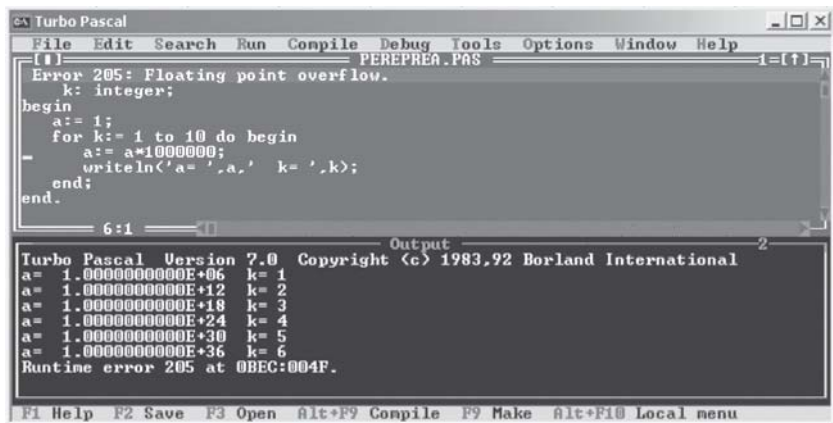 Turbo Pascal
File Edit Search Run Compile Debug Tools Options Window Help
PEREPREA.PAS 1=[↑]
Error 205: Floating point overflow.
k: integer;
begin
a:= 1;
for k:= 1 to 10 do begin
a:= a*1000000;
writeln('a= ',a,' k= ',k);
end;
end.
6:1
Output 2
Turbo Pascal Version 7.0 Copyright (c) 1983,92 Borland International
a= 1.0000000000E+06 k= 1
a= 1.0000000000E+12 k= 2
a= 1.0000000000E+18 k= 3
a= 1.0000000000E+24 k= 4
a= 1.0000000000E+30 k= 5
a= 1.0000000000E+36 k= 6
Runtime error 205 at 0BEC:004F.
F1 Help F2 Save F3 Open Alt+F9 Compile F9 Make Alt+F10 Local menu